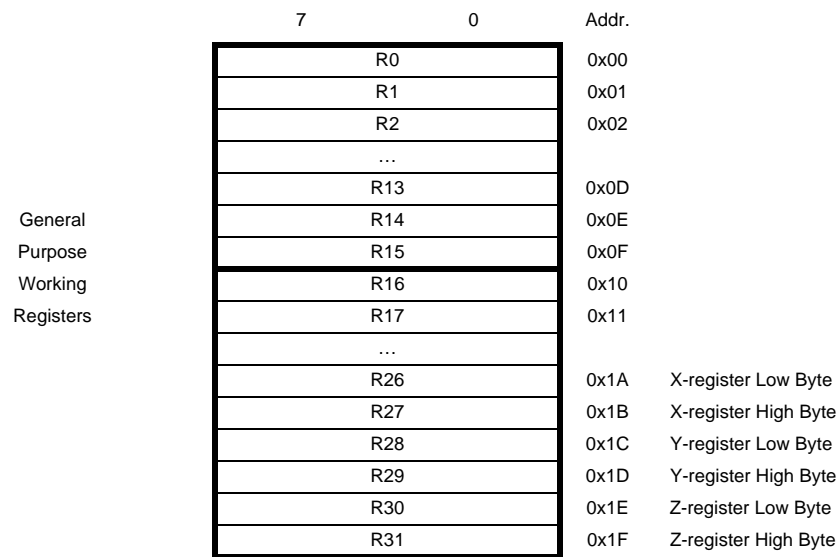 7 0 Addr.
R0 0x00
R1 0x01
R2 0x02
…
R13 0x0D
General R14 0x0E
Purpose R15 0x0F
Working R16 0x10
Registers R17 0x11
…
R26 0x1A X-register Low Byte
R27 0x1B X-register High Byte
R28 0x1C Y-register Low Byte
R29 0x1D Y-register High Byte
R30 0x1E Z-register Low Byte
R31 0x1F Z-register High Byte